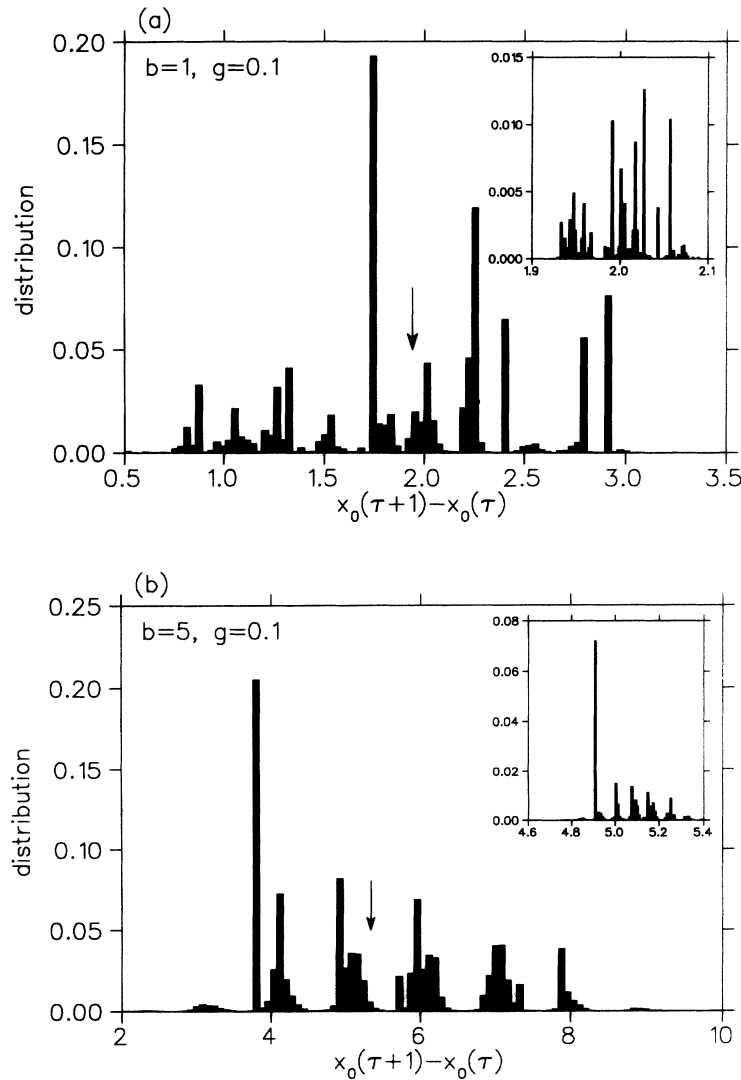 (a)
b=1, g=0.1
0.20
0.15
0.10
0.05
0.00
distribution
0.5 1.0 1.5 2.0 2.5 3.0 3.5
x₀(τ+1)−x₀(τ)
0.015
0.010
0.005
0.000
1.9 2.0 2.1
(b)
b=5, g=0.1
0.25
0.20
0.15
0.10
0.05
0.00
distribution
2 4 6 8 10
x₀(τ+1)−x₀(τ)
0.08
0.06
0.04
0.02
0.00
4.6 4.8 5.0 5.2 5.4